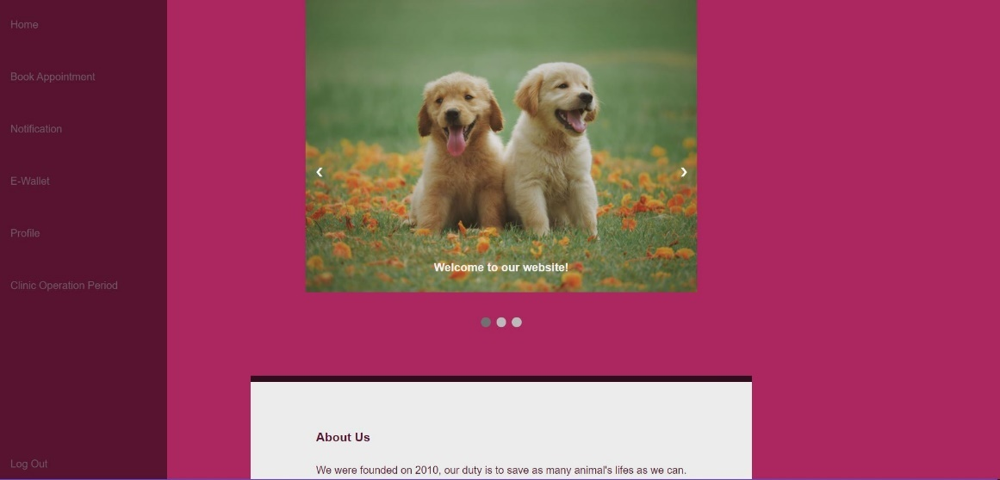 Home
Book Appointment
Notification
E-Wallet
Profile
Clinic Operation Period
Log Out
❮ ❯
Welcome to our website!
About Us
We were founded on 2010, our duty is to save as many animal's lifes as we can.